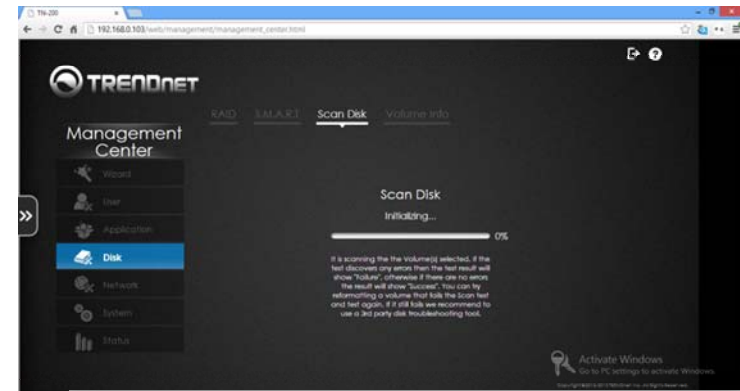 TN-200
192.168.0.103/web/management/management_center.html
TRENDNET
RAID S.M.A.R.T Scan Disk Volume Info
Management
Center
Wizard
User
Application
Disk
Network
System
Status
Scan Disk
Initializing...
0%
It is scanning the the Volume(s) selected. If the
test discovers any errors then the test result will
show "Failure", otherwise if there are no errors
the result will show "Success". You can try
reformatting a volume that fails the Scan test
and test again. If it still fails we recommend to
use a 3rd party disk troubleshooting tool.
Activate Windows
Go to PC settings to activate Windows.